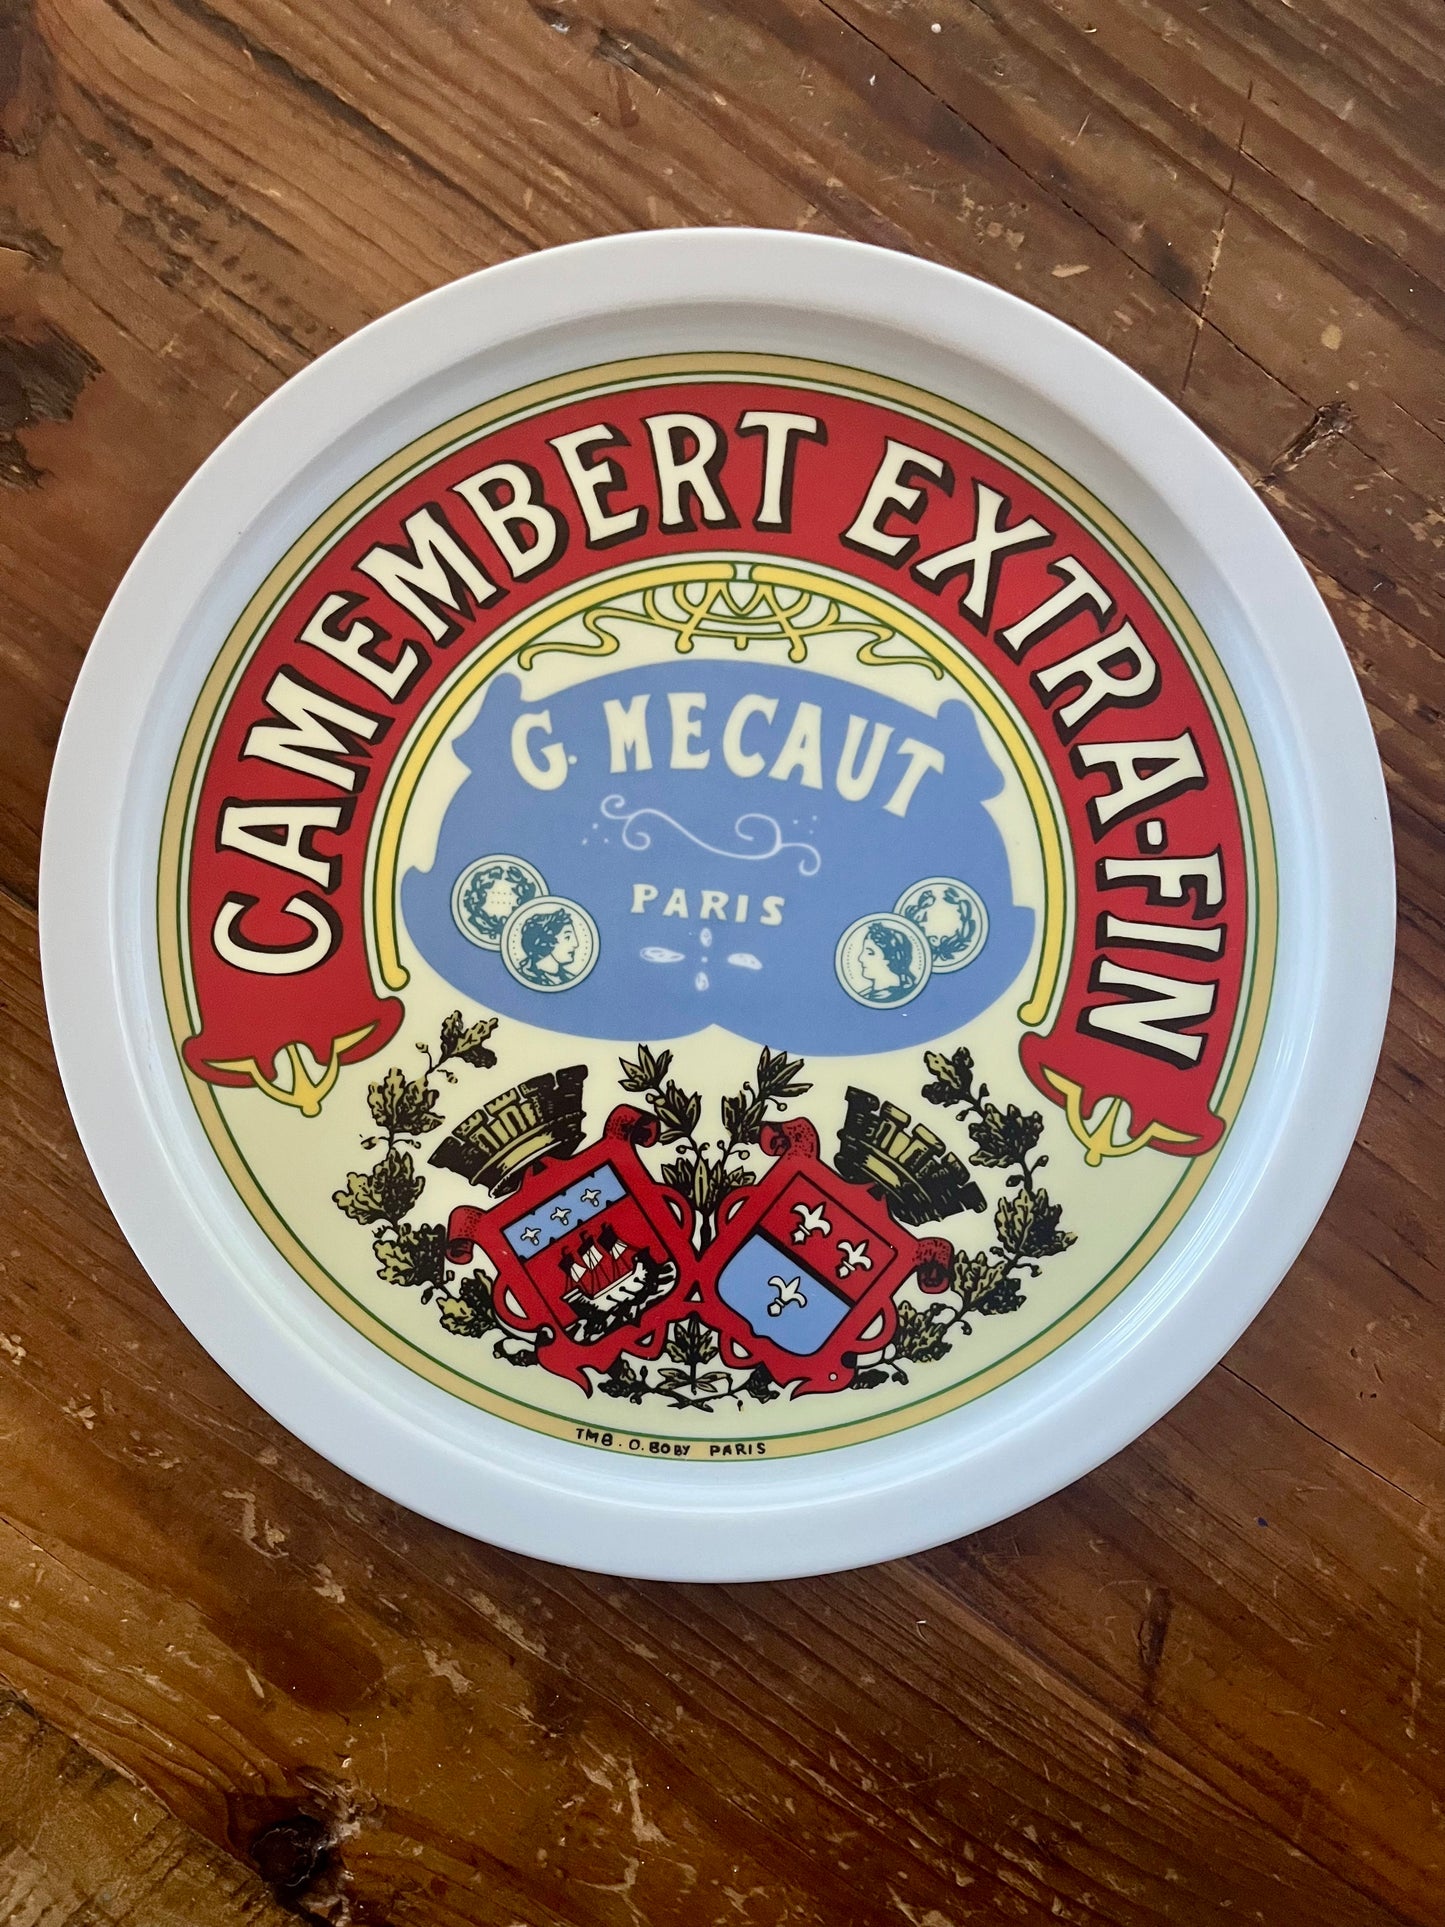 CAMEMBERT EXTRA-FIN
G. MECAUT
PARIS
TMB. O. BOBY PARIS